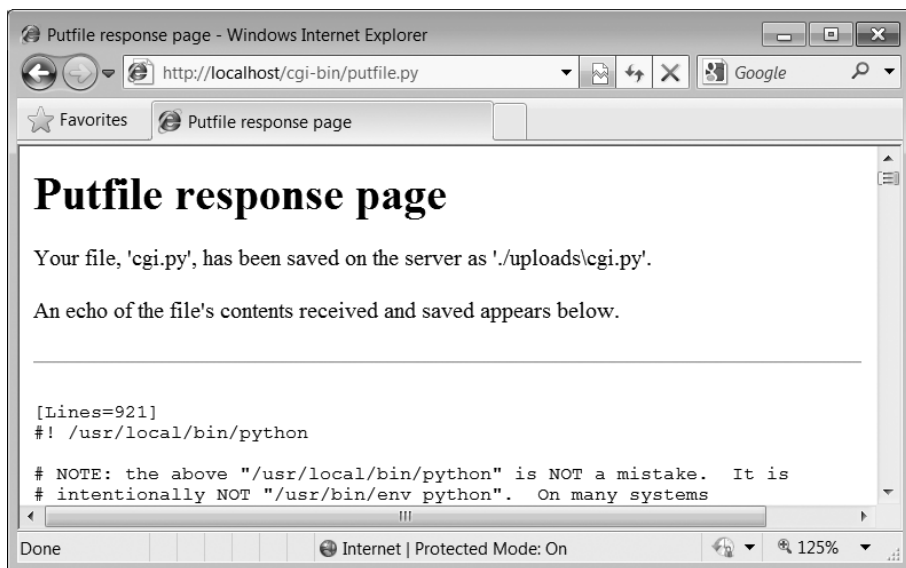 Putfile response page - Windows Internet Explorer
http://localhost/cgi-bin/putfile.py
Google
Favorites
Putfile response page
Putfile response page
Your file, 'cgi.py', has been saved on the server as './uploads\cgi.py'.
An echo of the file's contents received and saved appears below.
[Lines=921]
#! /usr/local/bin/python
# NOTE: the above "/usr/local/bin/python" is NOT a mistake.  It is
# intentionally NOT "/usr/bin/env python".  On many systems
Done
Internet | Protected Mode: On
125%